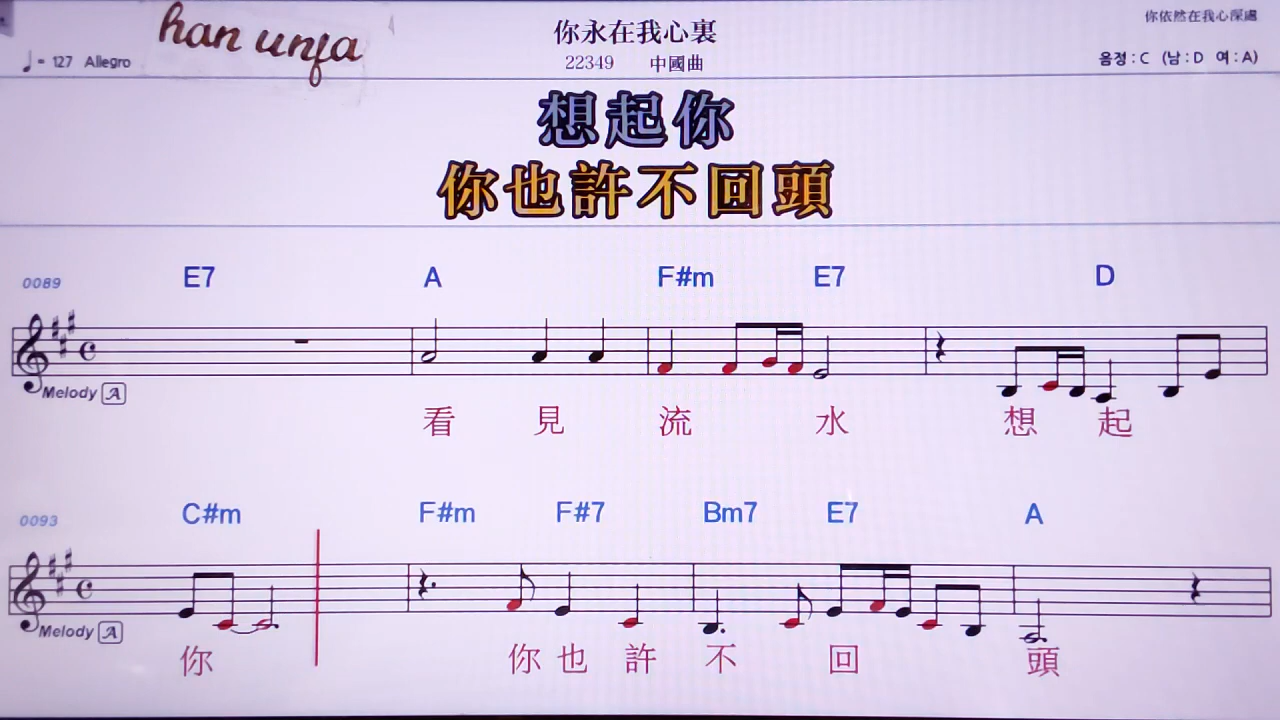 han unja
你永在我心裏
你依然在我心深處
♩= 127 Allegro
22349 中國曲
음정 : C (남 : D 여 : A)
想起你
你也許不回頭
0089 E7 A F#m E7 D
Melody A
看 見 流 水 想 起
0093 C#m F#m F#7 Bm7 E7 A
Melody A
你 你 也 許 不 回 頭